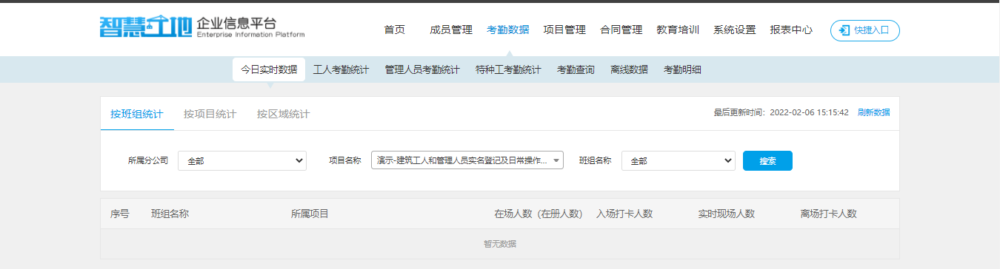 智慧工地 企业信息平台
Enterprise Information Platform
首页 成员管理 考勤数据 项目管理 合同管理 教育培训 系统设置 报表中心 快捷入口
今日实时数据 工人考勤统计 管理人员考勤统计 特种工考勤统计 考勤查询 离线数据 考勤明细
按班组统计 按项目统计 按区域统计 最后更新时间：2022-02-06 15:15:42 刷新数据
所属分公司 全部 项目名称 演示-建筑工人和管理人员实名登记及日常操作... 班组名称 全部 搜索
序号 班组名称 所属项目 在场人数（在册人数） 入场打卡人数 实时现场人数 离场打卡人数
暂无数据